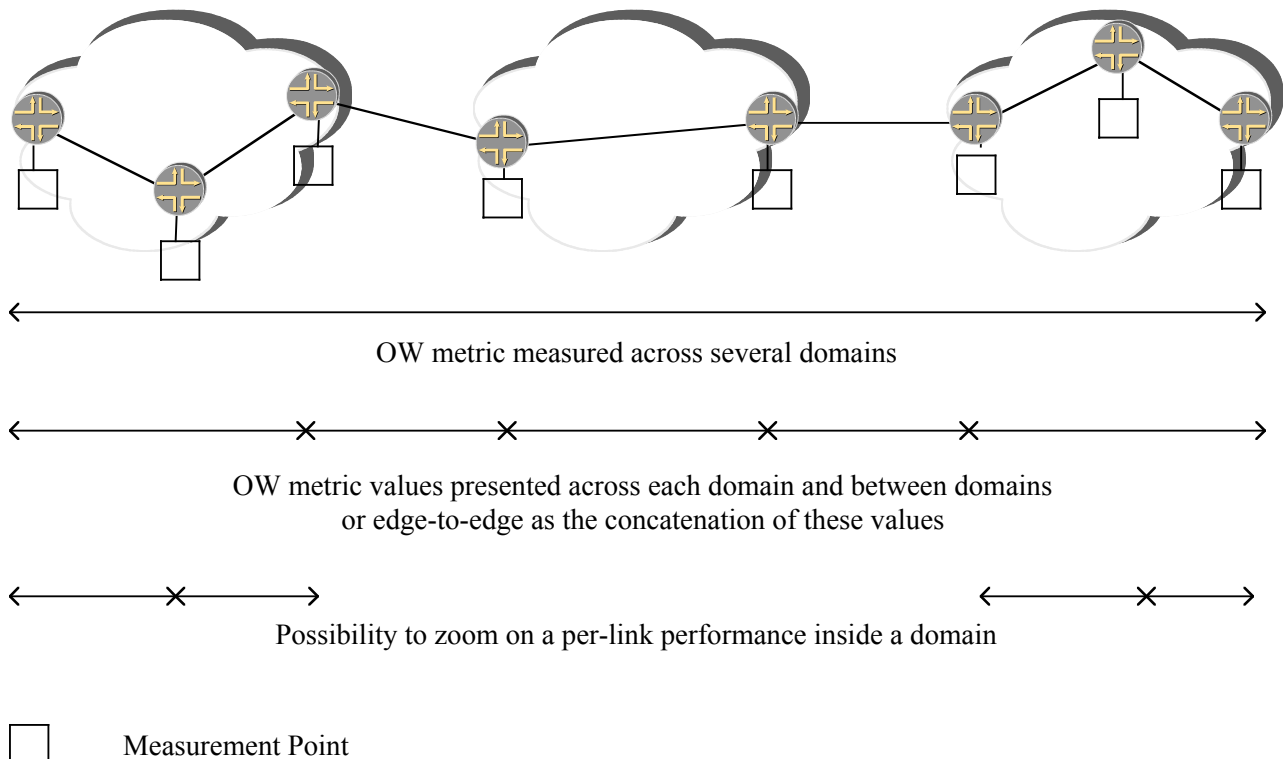 OW metric measured across several domains
OW metric values presented across each domain and between domains
or edge-to-edge as the concatenation of these values
Possibility to zoom on a per-link performance inside a domain
Measurement Point